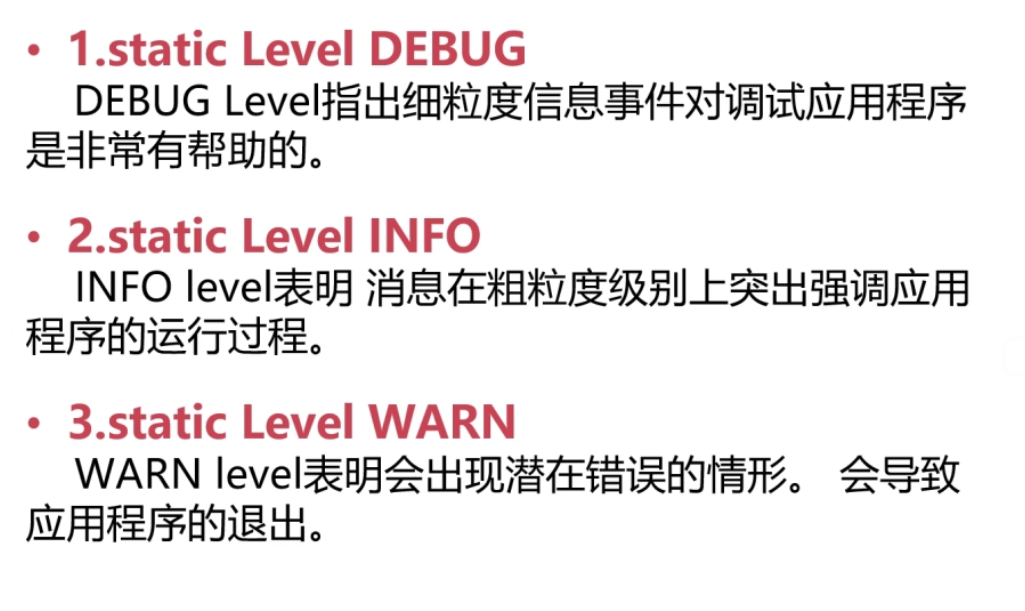 • 1.static Level DEBUG
DEBUG Level指出细粒度信息事件对调试应用程序
是非常有帮助的。
• 2.static Level INFO
INFO level表明 消息在粗粒度级别上突出强调应用
程序的运行过程。
• 3.static Level WARN
WARN level表明会出现潜在错误的情形。 会导致
应用程序的退出。